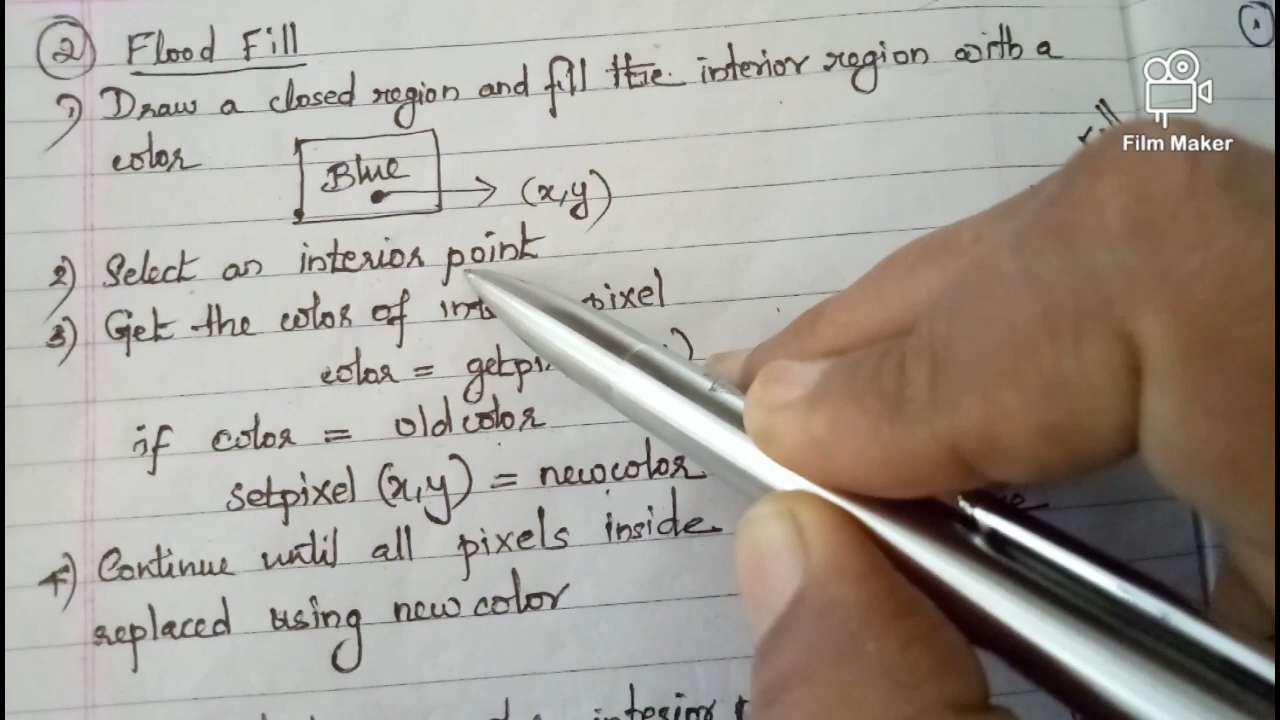 2 Flood Fill
1) Draw a closed region and fill the interior region with a
color
Blue
(x,y)
2) Select an interior point
3) Get the color of pixel
color =
if color = oldcolor
setpixel (x,y) = newcolor
4) Continue until all pixels inside
replaced using new color
interior
Film Maker